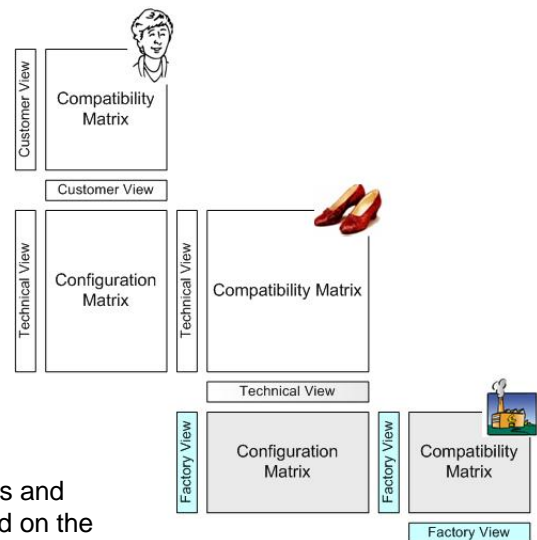 Customer View
Compatibility
Matrix
Customer View
Technical View
Configuration
Matrix
Technical View
Compatibility Matrix
Technical View
Factory View
Configuration
Matrix
Factory View
Compatibility
Matrix
Factory View
s and
d on the